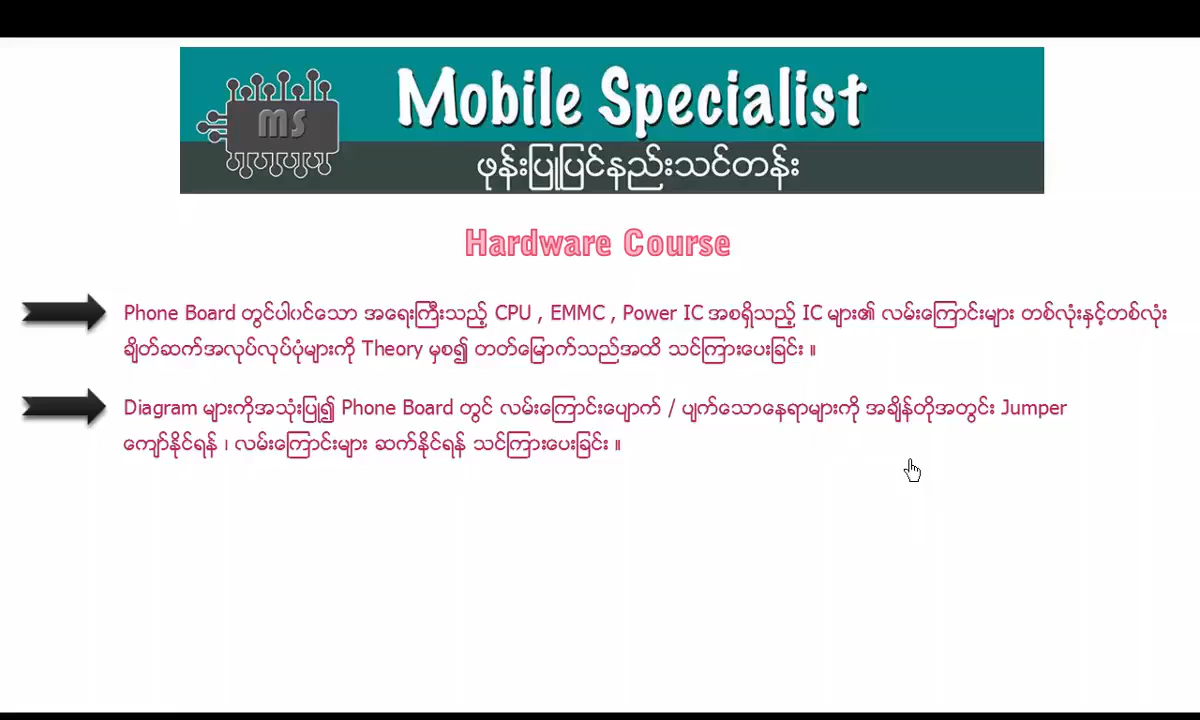 MS
Mobile Specialist
ဖုန်းပြုပြင်နည်းသင်တန်း
Hardware Course
Phone Board တွင်ပါဂင်သော အရေးကြီးသည့် CPU , EMMC , Power IC အစရှိသည့် IC များ၏ လမ်းကြောင်းများ တစ်လုံးနှင့်တစ်လုံး
ချိတ်ဆက်အလုပ်လုပ်ပုံများကို Theory မှစ၍ တတ်မြောက်သည်အထိ သင်ကြားပေးခြင်း ။
Diagram များကိုအသုံးပြု၍ Phone Board တွင် လမ်းကြောင်းပျောက် / ပျက်သောနေရာများကို အချိန်တိုအတွင်း Jumper
ကျော်နိုင်ရန် ၊ လမ်းကြောင်းများ ဆက်နိုင်ရန် သင်ကြားပေးခြင်း ။